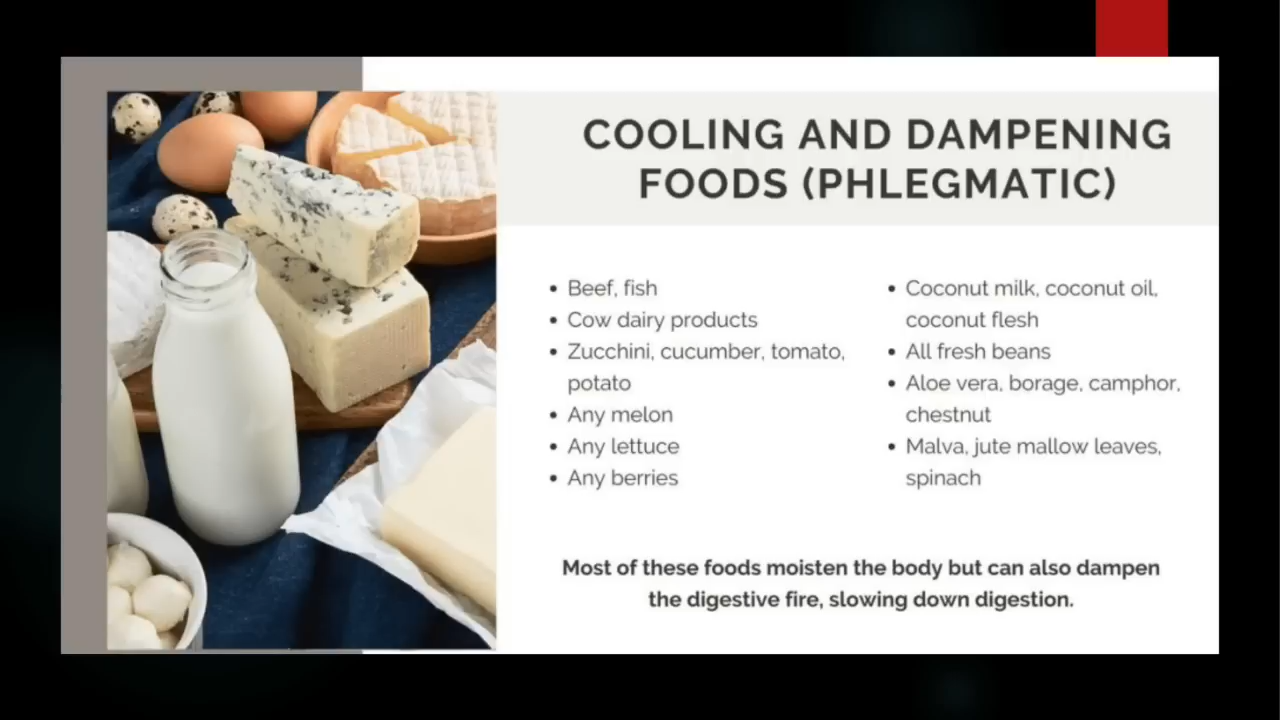 COOLING AND DAMPENING
FOODS (PHLEGMATIC)
• Beef, fish
• Cow dairy products
• Zucchini, cucumber, tomato,
potato
• Any melon
• Any lettuce
• Any berries
• Coconut milk, coconut oil,
coconut flesh
• All fresh beans
• Aloe vera, borage, camphor,
chestnut
• Malva, jute mallow leaves,
spinach
Most of these foods moisten the body but can also dampen
the digestive fire, slowing down digestion.